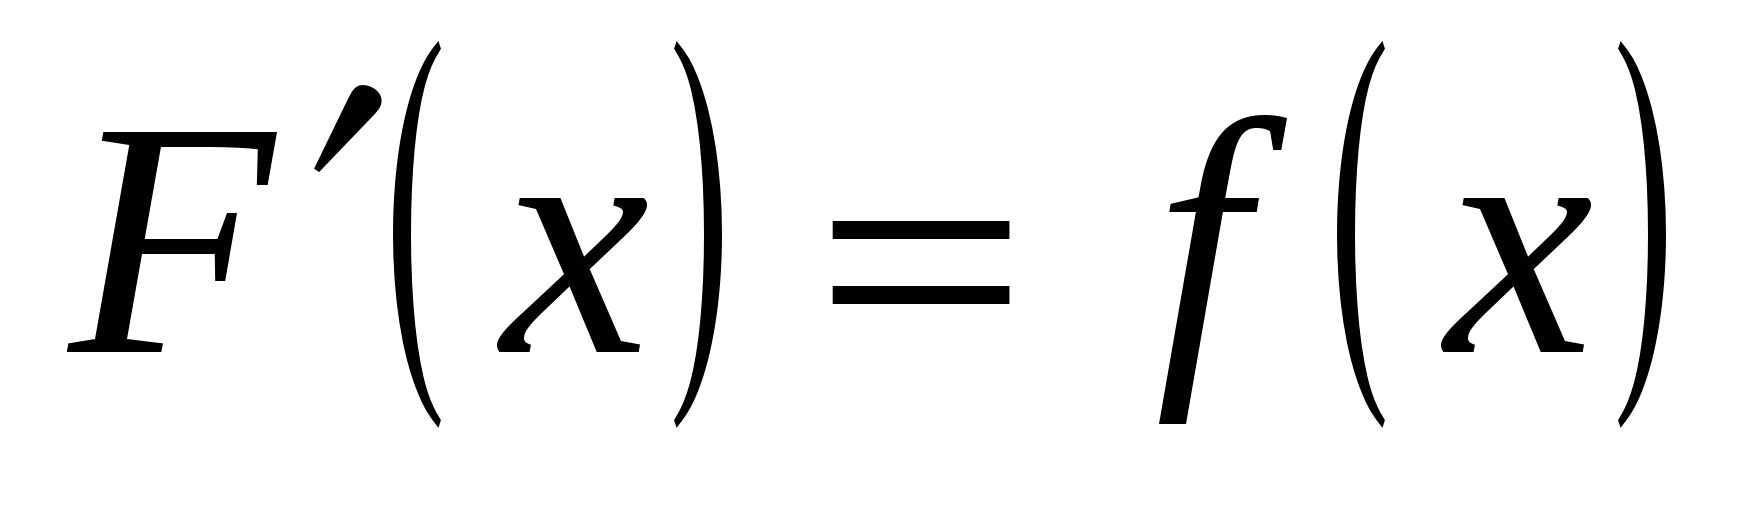 F′(x) = f(x)